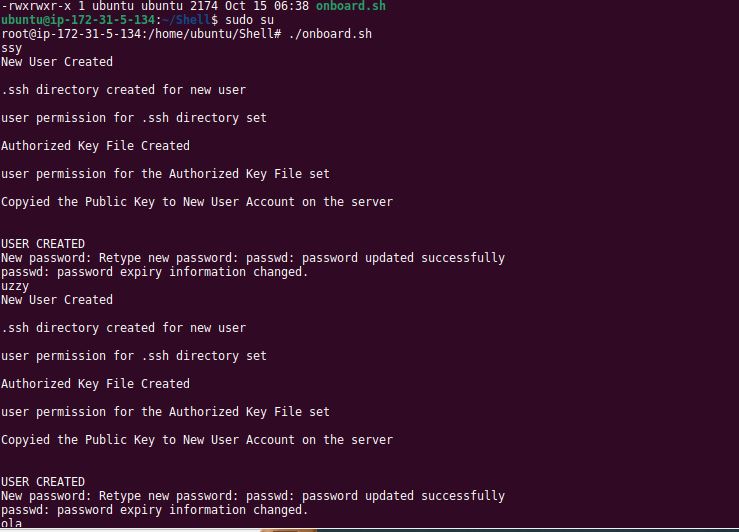 -rwxrwxr-x 1 ubuntu ubuntu 2174 Oct 15 06:38 onboard.sh
ubuntu@ip-172-31-5-134:~/Shell$ sudo su
root@ip-172-31-5-134:/home/ubuntu/Shell# ./onboard.sh
ssy
New User Created
.ssh directory created for new user
user permission for .ssh directory set
Authorized Key File Created
user permission for the Authorized Key File set
Copyied the Public Key to New User Account on the server
USER CREATED
New password: Retype new password: passwd: password updated successfully
passwd: password expiry information changed.
uzzy
New User Created
.ssh directory created for new user
user permission for .ssh directory set
Authorized Key File Created
user permission for the Authorized Key File set
Copyied the Public Key to New User Account on the server
USER CREATED
New password: Retype new password: passwd: password updated successfully
passwd: password expiry information changed.
ola